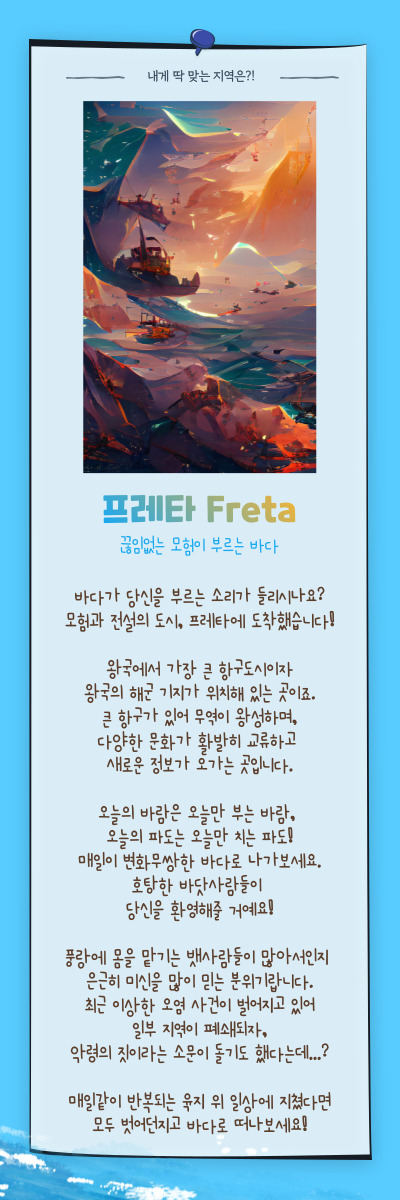 내게 딱 맞는 지역은?!
프레타 Freta
끊임없는 모험이 부르는 바다
바다가 당신을 부르는 소리가 들리시나요?
모험과 전설의 도시, 프레타에 도착했습니다!
왕국에서 가장 큰 항구도시이자
왕국의 해군 기지가 위치해 있는 곳이죠.
큰 항구가 있어 무역이 왕성하며,
다양한 문화가 활발히 교류하고
새로운 정보가 오가는 곳입니다.
오늘의 바람은 오늘만 부는 바람,
오늘의 파도는 오늘만 치는 파도!
매일이 변화무쌍한 바다로 나가보세요.
호탕한 바닷사람들이
당신을 환영해줄 거예요!
풍랑에 몸을 맡기는 뱃사람들이 많아서인지
은근히 미신을 많이 믿는 분위기랍니다.
최근 이상한 오염 사건이 벌어지고 있어
일부 지역이 폐쇄되자,
악령의 짓이라는 소문이 돌기도 했다는데...?
매일같이 반복되는 육지 위 일상에 지쳤다면
모두 벗어던지고 바다로 떠나보세요!